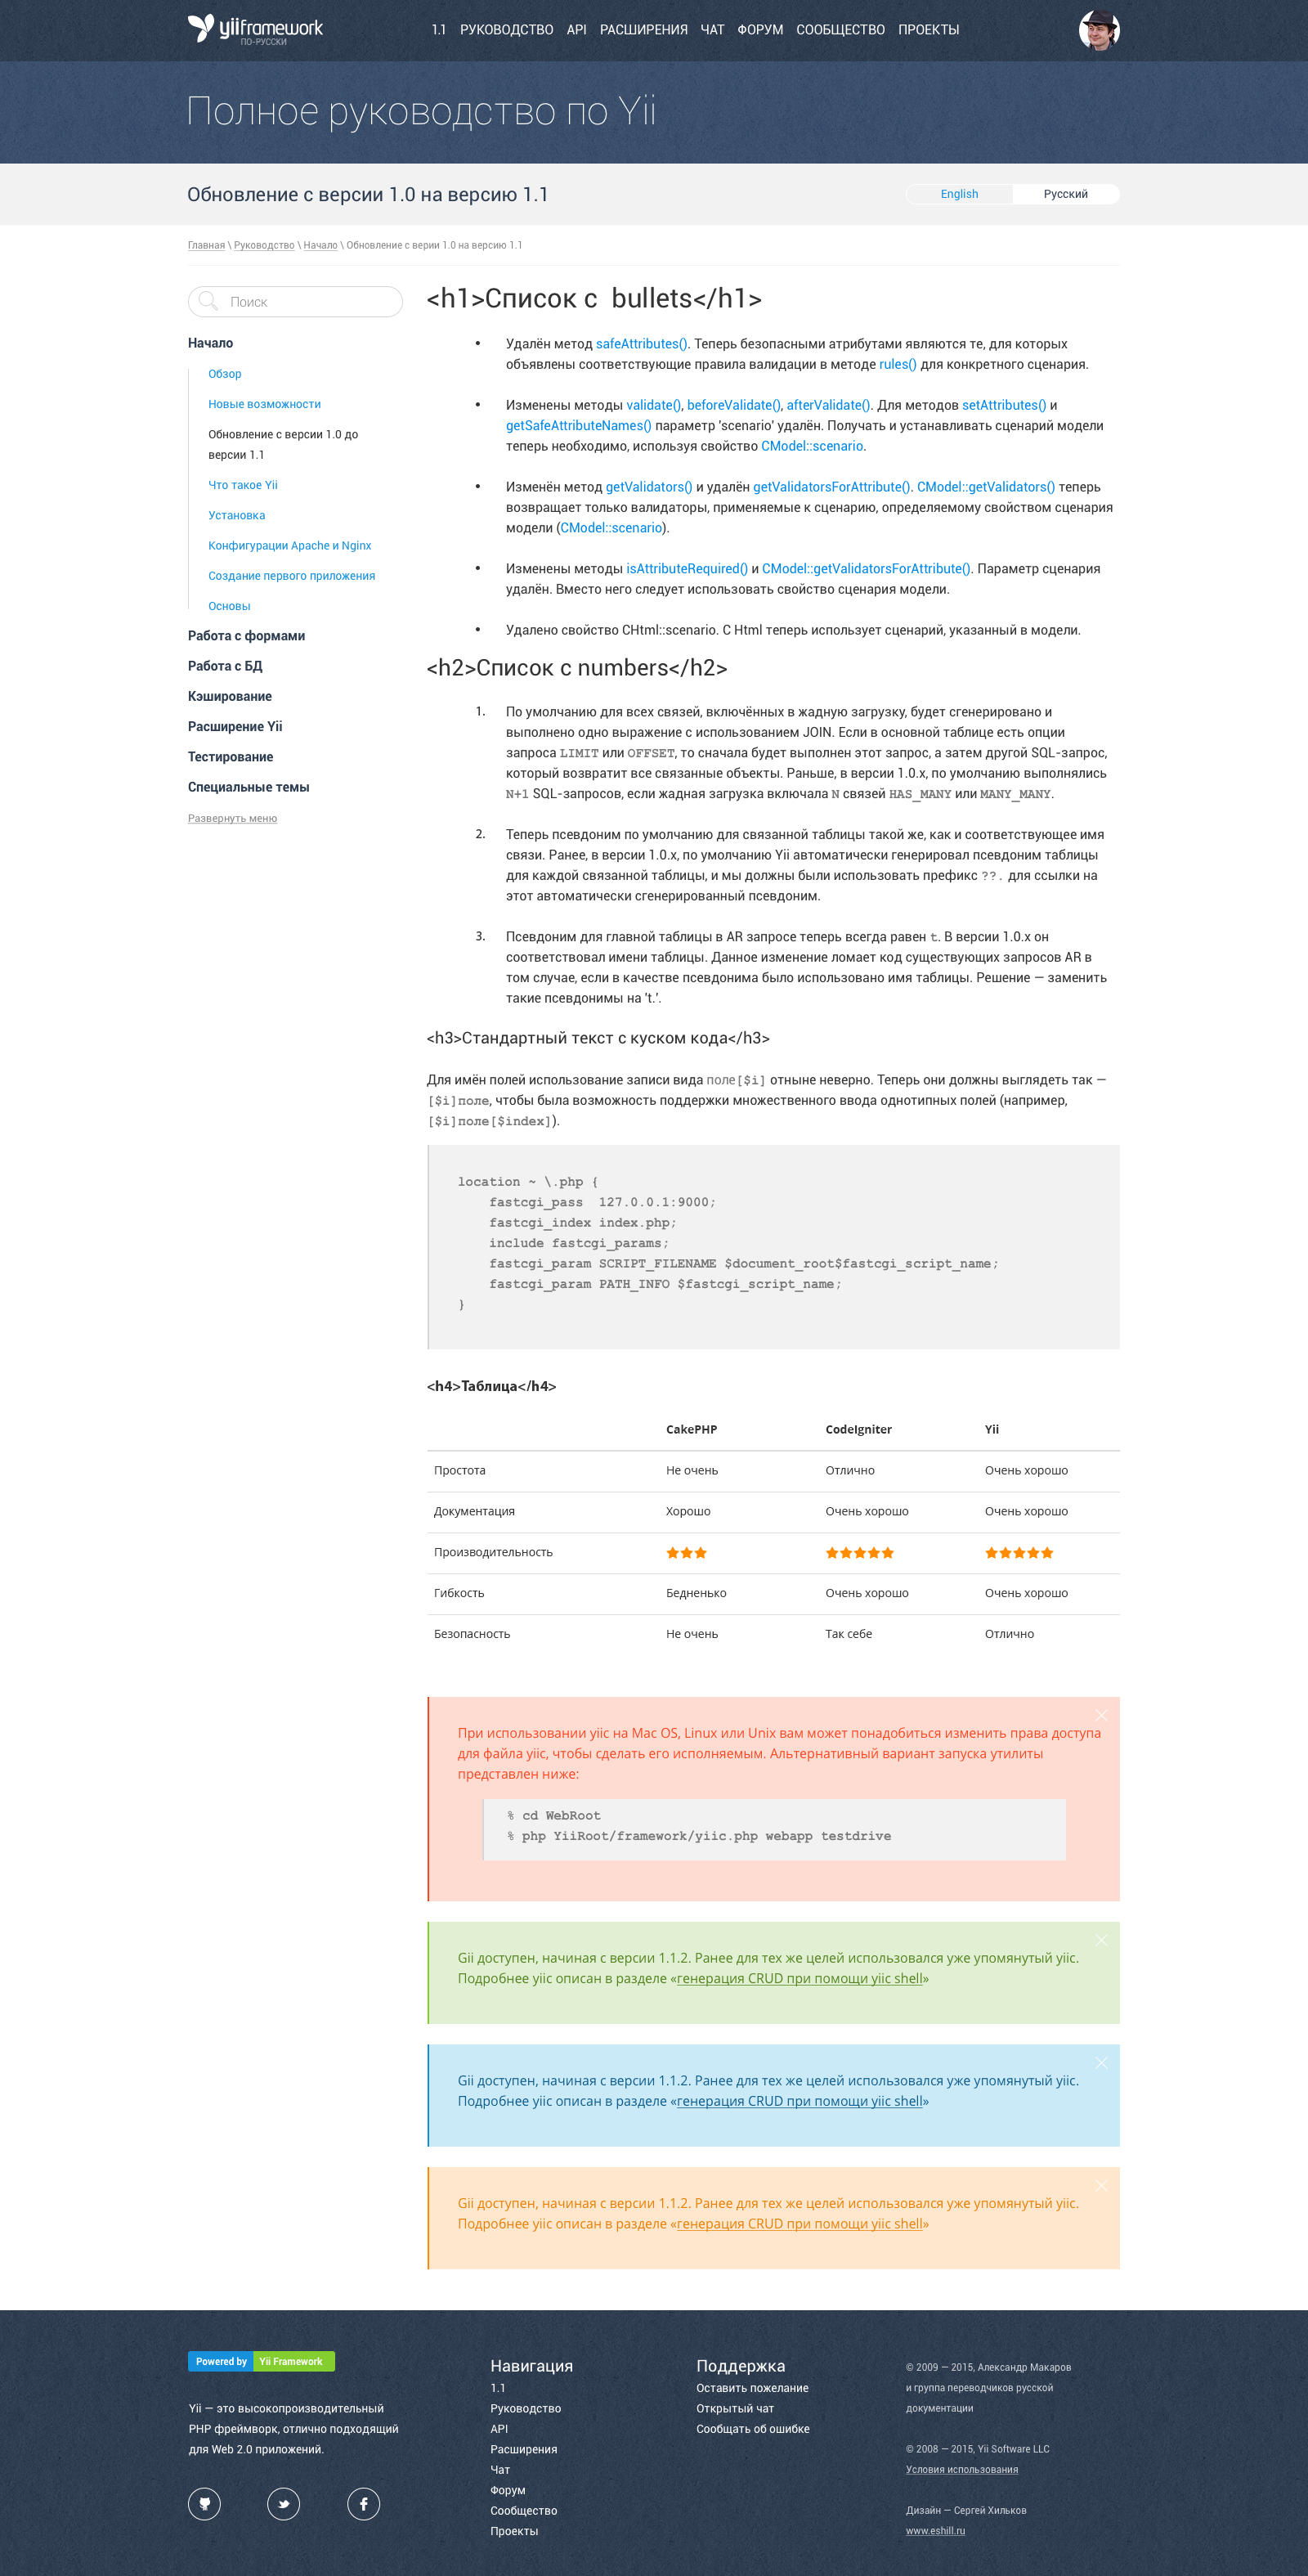 yiiframework
ПО-РУССКИ
1.1 РУКОВОДСТВО API РАСШИРЕНИЯ ЧАТ ФОРУМ СООБЩЕСТВО ПРОЕКТЫ
Полное руководство по Yii
Обновление с версии 1.0 на версию 1.1
English Русский
Главная \ Руководство \ Начало \ Обновление с верии 1.0 на версию 1.1
Поиск
Начало
Обзор
Новые возможности
Обновление с версии 1.0 до
версии 1.1
Что такое Yii
Установка
Конфигурации Apache и Nginx
Создание первого приложения
Основы
Работа с формами
Работа с БД
Кэширование
Расширение Yii
Тестирование
Специальные темы
Развернуть меню
<h1>Список с  bullets</h1>
• Удалён метод safeAttributes(). Теперь безопасными атрибутами являются те, для которых
объявлены соответствующие правила валидации в методе rules() для конкретного сценария.
• Изменены методы validate(), beforeValidate(), afterValidate(). Для методов setAttributes() и
getSafeAttributeNames() параметр 'scenario' удалён. Получать и устанавливать сценарий модели
теперь необходимо, используя свойство CModel::scenario.
• Изменён метод getValidators() и удалён getValidatorsForAttribute(). CModel::getValidators() теперь
возвращает только валидаторы, применяемые к сценарию, определяемому свойством сценария
модели (CModel::scenario).
• Изменены методы isAttributeRequired() и CModel::getValidatorsForAttribute(). Параметр сценария
удалён. Вместо него следует использовать свойство сценария модели.
• Удалено свойство CHtml::scenario. C Html теперь использует сценарий, указанный в модели.
<h2>Список с numbers</h2>
1. По умолчанию для всех связей, включённых в жадную загрузку, будет сгенерировано и
выполнено одно выражение с использованием JOIN. Если в основной таблице есть опции
запроса LIMIT или OFFSET, то сначала будет выполнен этот запрос, а затем другой SQL-запрос,
который возвратит все связанные объекты. Раньше, в версии 1.0.x, по умолчанию выполнялись
N+1 SQL-запросов, если жадная загрузка включала N связей HAS_MANY или MANY_MANY.
2. Теперь псевдоним по умолчанию для связанной таблицы такой же, как и соответствующее имя
связи. Ранее, в версии 1.0.x, по умолчанию Yii автоматически генерировал псевдоним таблицы
для каждой связанной таблицы, и мы должны были использовать префикс ??. для ссылки на
этот автоматически сгенерированный псевдоним.
3. Псевдоним для главной таблицы в AR запросе теперь всегда равен t. В версии 1.0.x он
соответствовал имени таблицы. Данное изменение ломает код существующих запросов AR в
том случае, если в качестве псевдонима было использовано имя таблицы. Решение — заменить
такие псевдонимы на 't.'.
<h3>Стандартный текст с куском кода</h3>
Для имён полей использование записи вида поле[$i] отныне неверно. Теперь они должны выглядеть так —
[$i]поле, чтобы была возможность поддержки множественного ввода однотипных полей (например,
[$i]поле[$index]).
location ~ \.php {
    fastcgi_pass  127.0.0.1:9000;
    fastcgi_index index.php;
    include fastcgi_params;
    fastcgi_param SCRIPT_FILENAME $document_root$fastcgi_script_name;
    fastcgi_param PATH_INFO $fastcgi_script_name;
}
<h4>Таблица</h4>
CakePHP CodeIgniter Yii
Простота Не очень Отлично Очень хорошо
Документация Хорошо Очень хорошо Очень хорошо
Производительность
Гибкость Бедненько Очень хорошо Очень хорошо
Безопасность Не очень Так себе Отлично
При использовании yiic на Mac OS, Linux или Unix вам может понадобиться изменить права доступа
для файла yiic, чтобы сделать его исполняемым. Альтернативный вариант запуска утилиты
представлен ниже:
% cd WebRoot
% php YiiRoot/framework/yiic.php webapp testdrive
Gii доступен, начиная с версии 1.1.2. Ранее для тех же целей использовался уже упомянутый yiic.
Подробнее yiic описан в разделе «генерация CRUD при помощи yiic shell»
Gii доступен, начиная с версии 1.1.2. Ранее для тех же целей использовался уже упомянутый yiic.
Подробнее yiic описан в разделе «генерация CRUD при помощи yiic shell»
Gii доступен, начиная с версии 1.1.2. Ранее для тех же целей использовался уже упомянутый yiic.
Подробнее yiic описан в разделе «генерация CRUD при помощи yiic shell»
Powered by Yii Framework
Yii — это высокопроизводительный
PHP фреймворк, отлично подходящий
для Web 2.0 приложений.
Навигация
1.1
Руководство
API
Расширения
Чат
Форум
Сообщество
Проекты
Поддержка
Оставить пожелание
Открытый чат
Сообщать об ошибке
© 2009 — 2015, Александр Макаров
и группа переводчиков русской
документации
© 2008 — 2015, Yii Software LLC
Условия использования
Дизайн — Сергей Хильков
www.eshill.ru